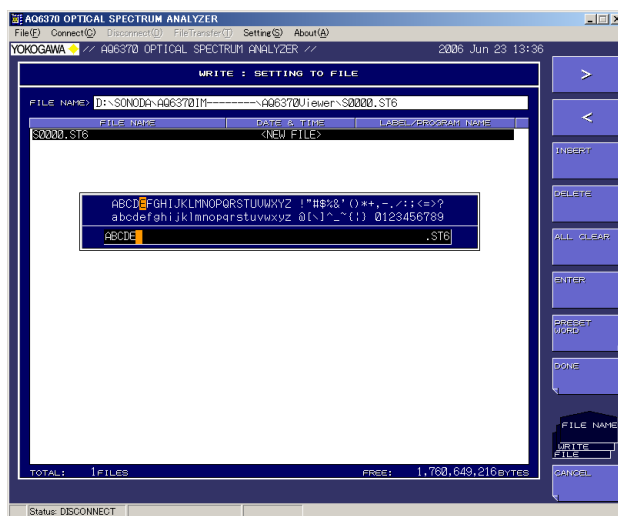 AQ6370 OPTICAL SPECTRUM ANALYZER
File(F) Connect(C) Disconnect(D) FileTransfer(T) Setting(S) About(A)
YOKOGAWA // AQ6370 OPTICAL SPECTRUM ANALYZER // 2006 Jun 23 13:36
WRITE : SETTING TO FILE
FILE NAME> D:\SONODA\AQ6370IM--------\AQ6370Viewer\S0000.ST6
FILE NAME DATE & TIME LABEL/PROGRAM NAME
S0000.ST6 <NEW FILE>
ABCDEFGHIJKLMNOPQRSTUVWXYZ !"#$%&'()*+,-./:;<=>?
abcdefghijklmnopqrstuvwxyz @[\]^_~{|} 0123456789
ABCDE .ST6
TOTAL: 1FILES FREE: 1,760,649,216BYTES
>
<
INSERT
DELETE
ALL CLEAR
ENTER
PRESET
WORD
DONE
FILE NAME
WRITE
FILE
CANCEL
Status: DISCONNECT